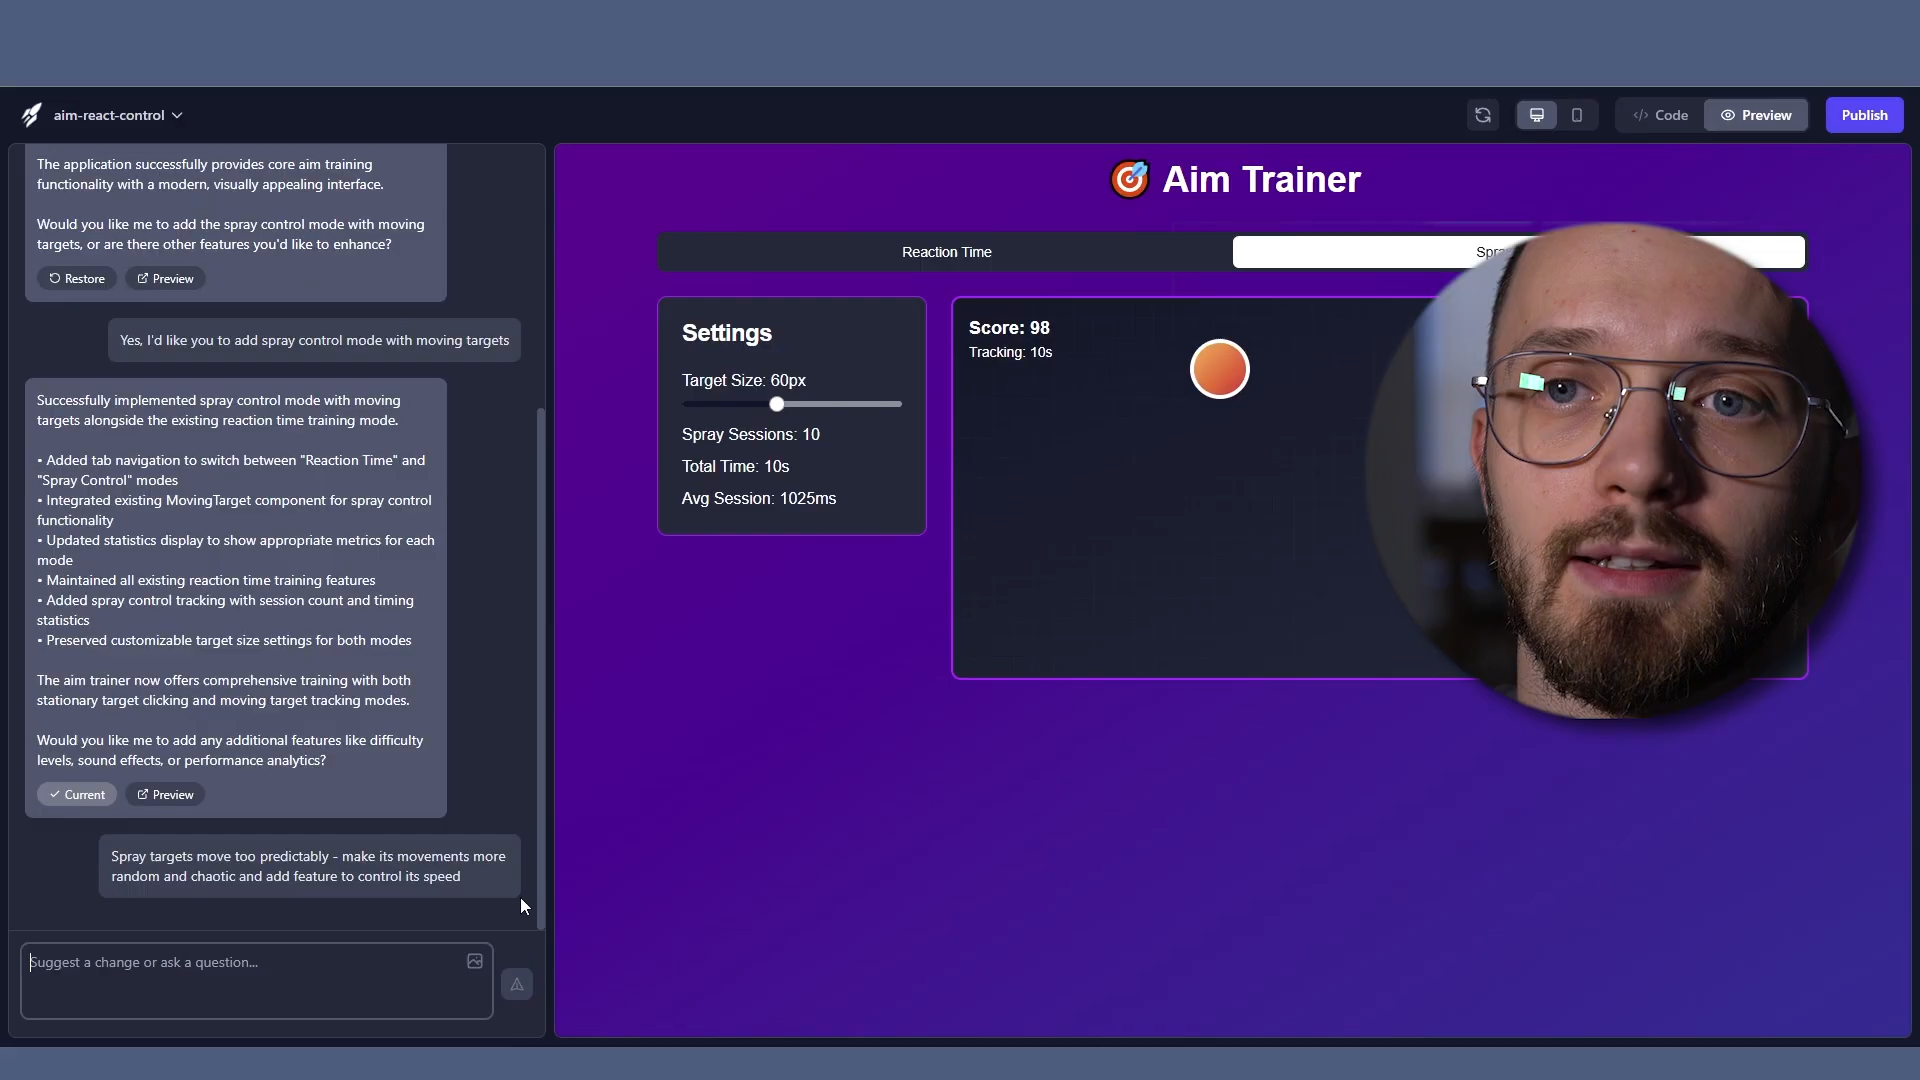 aim-react-control
Code
Preview
Publish
The application successfully provides core aim training
functionality with a modern, visually appealing interface.
Would you like me to add the spray control mode with moving
targets, or are there other features you'd like to enhance?
Restore
Preview
Yes, I'd like you to add spray control mode with moving targets
Successfully implemented spray control mode with moving
targets alongside the existing reaction time training mode.
• Added tab navigation to switch between "Reaction Time" and
"Spray Control" modes
• Integrated existing MovingTarget component for spray control
functionality
• Updated statistics display to show appropriate metrics for each
mode
• Maintained all existing reaction time training features
• Added spray control tracking with session count and timing
statistics
• Preserved customizable target size settings for both modes
The aim trainer now offers comprehensive training with both
stationary target clicking and moving target tracking modes.
Would you like me to add any additional features like difficulty
levels, sound effects, or performance analytics?
Current
Preview
Spray targets move too predictably - make its movements more
random and chaotic and add feature to control its speed
Suggest a change or ask a question...
Aim Trainer
Reaction Time
Settings
Target Size: 60px
Spray Sessions: 10
Total Time: 10s
Avg Session: 1025ms
Score: 98
Tracking: 10s